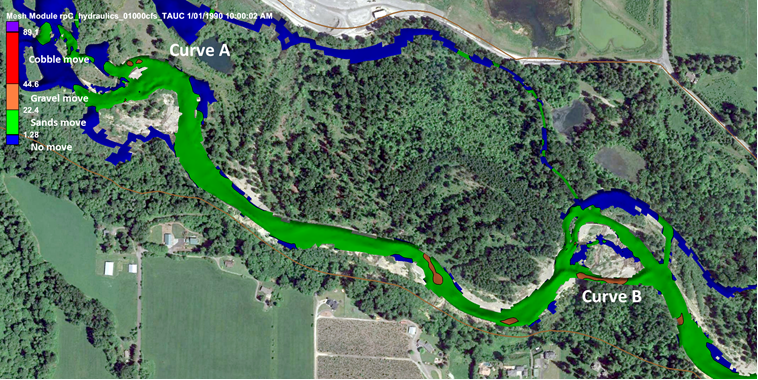 Mesh Module rpC_hydraulics_01000cfs_TAUC 1/01/1990 10:00:02 AM
89.1
Curve A
Cobble move
44.6
Gravel move
22.4
Sands move
1.28
No move
Curve B